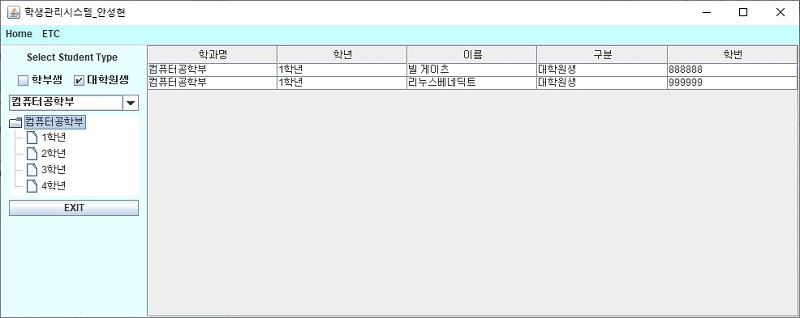 학생관리시스템_안성현
Home ETC
Select Student Type
학부생 대학원생
컴퓨터공학부
컴퓨터공학부
1학년
2학년
3학년
4학년
EXIT
학과명 학년 이름 구분 학번
컴퓨터공학부 1학년 빌 게이츠 대학원생 888888
컴퓨터공학부 1학년 리누스베네딕트 대학원생 999999